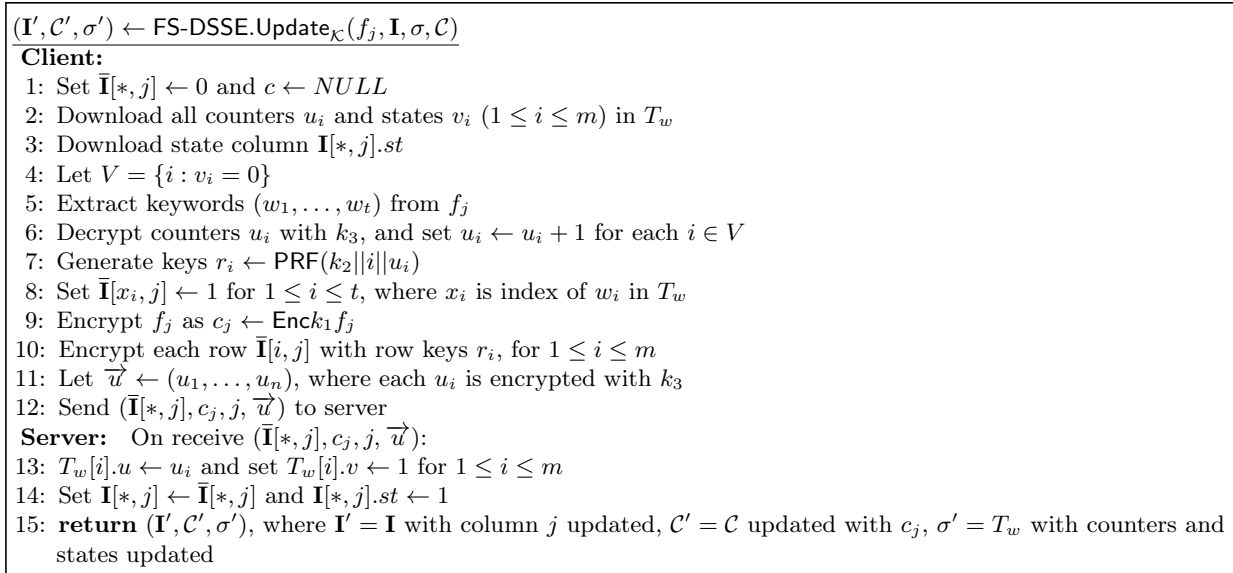 (𝐈′, 𝒞′, σ′) ← FS-DSSE.Update_𝒦(f_j, 𝐈, σ, 𝒞)
Client:
1: Set 𝐈̄[∗, j] ← 0 and c ← NULL
2: Download all counters u_i and states v_i (1 ≤ i ≤ m) in T_w
3: Download state column 𝐈[∗, j].st
4: Let V = {i : v_i = 0}
5: Extract keywords (w_1, . . . , w_t) from f_j
6: Decrypt counters u_i with k_3, and set u_i ← u_i + 1 for each i ∈ V
7: Generate keys r_i ← PRF(k_2||i||u_i)
8: Set 𝐈̄[x_i, j] ← 1 for 1 ≤ i ≤ t, where x_i is index of w_i in T_w
9: Encrypt f_j as c_j ← Enck_1f_j
10: Encrypt each row 𝐈̄[i, j] with row keys r_i, for 1 ≤ i ≤ m
11: Let u⃗ ← (u_1, . . . , u_n), where each u_i is encrypted with k_3
12: Send (𝐈̄[∗, j], c_j, j, u⃗) to server
Server: On receive (𝐈̄[∗, j], c_j, j, u⃗):
13: T_w[i].u ← u_i and set T_w[i].v ← 1 for 1 ≤ i ≤ m
14: Set 𝐈[∗, j] ← 𝐈̄[∗, j] and 𝐈[∗, j].st ← 1
15: return (𝐈′, 𝒞′, σ′), where 𝐈′ = 𝐈 with column j updated, 𝒞′ = 𝒞 updated with c_j, σ′ = T_w with counters and
states updated